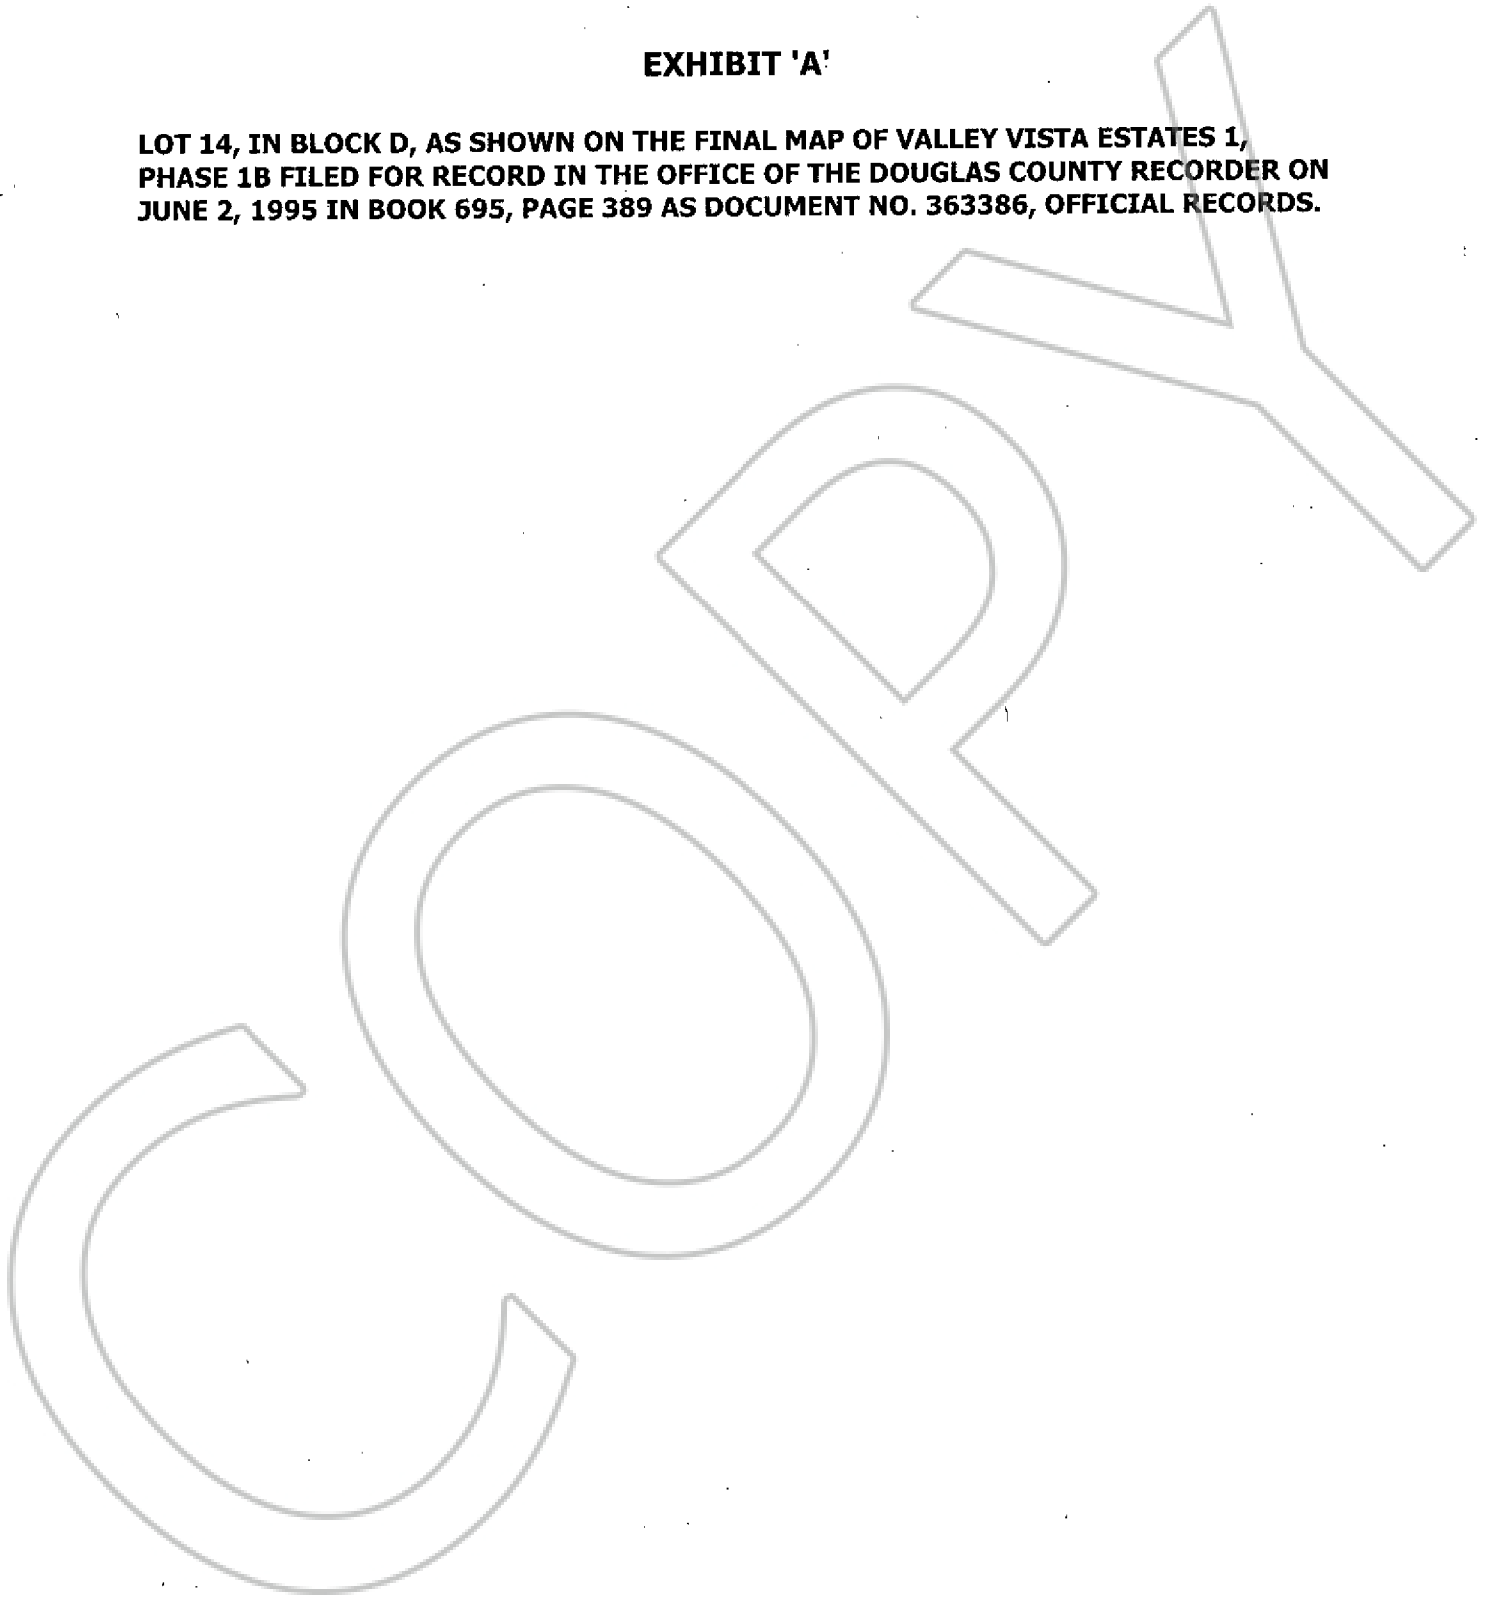 EXHIBIT 'A'
LOT 14, IN BLOCK D, AS SHOWN ON THE FINAL MAP OF VALLEY VISTA ESTATES 1,
PHASE 1B FILED FOR RECORD IN THE OFFICE OF THE DOUGLAS COUNTY RECORDER ON
JUNE 2, 1995 IN BOOK 695, PAGE 389 AS DOCUMENT NO. 363386, OFFICIAL RECORDS.
COPY